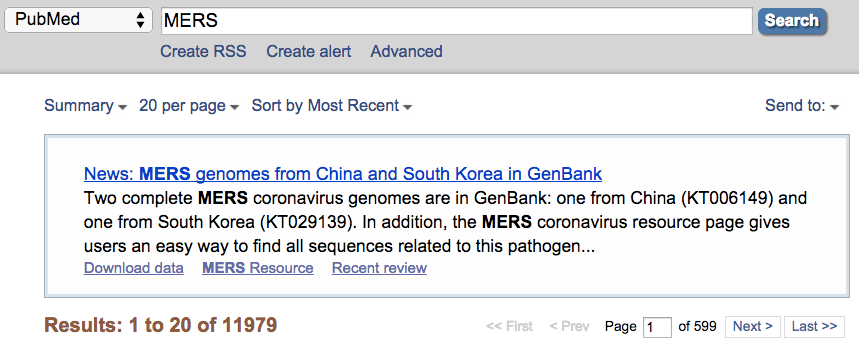 PubMed MERS Search
Create RSS Create alert Advanced
Summary 20 per page Sort by Most Recent Send to:
News: MERS genomes from China and South Korea in GenBank
Two complete MERS coronavirus genomes are in GenBank: one from China (KT006149) and
one from South Korea (KT029139). In addition, the MERS coronavirus resource page gives
users an easy way to find all sequences related to this pathogen...
Download data MERS Resource Recent review
Results: 1 to 20 of 11979 << First < Prev Page 1 of 599 Next > Last >>